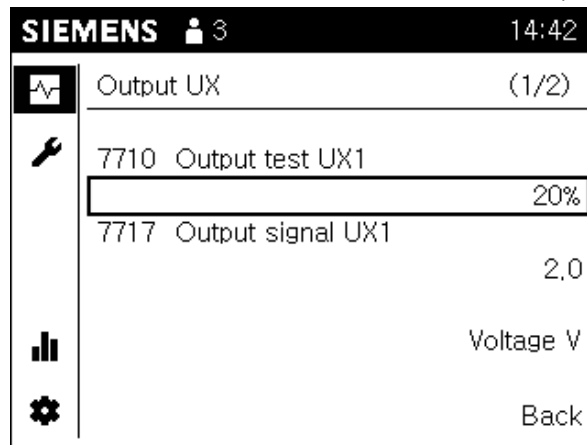 SIEMENS 3 14:42
Output UX (1/2)
7710 Output test UX1
20%
7717 Output signal UX1
2,0
Voltage V
Back